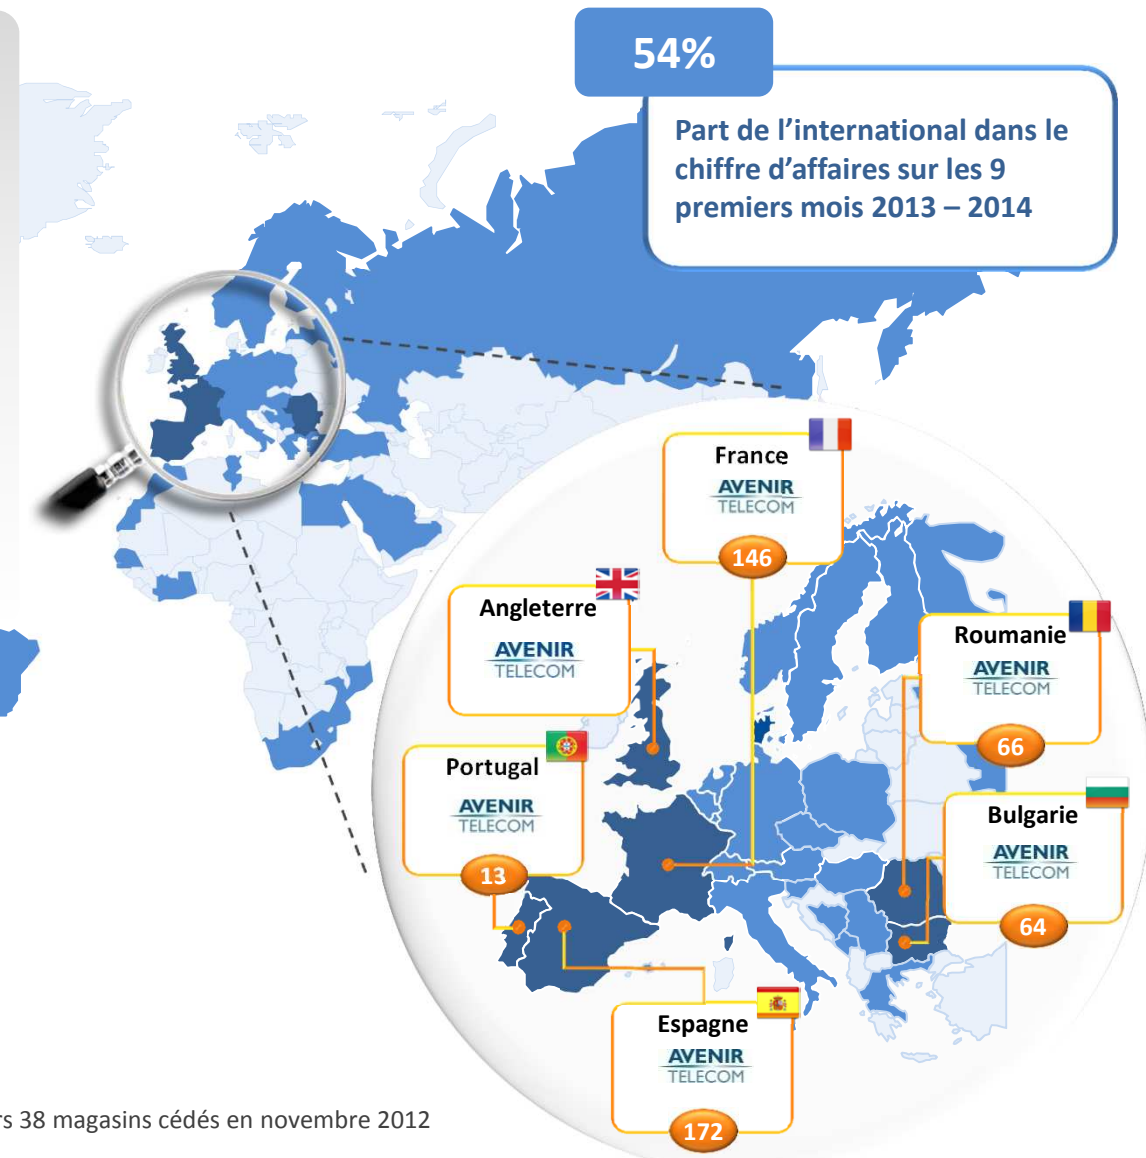 54%
Part de l’international dans le
chiffre d’affaires sur les 9
premiers mois 2013 – 2014
France
AVENIR
TELECOM
146
Angleterre
AVENIR
TELECOM
Roumanie
AVENIR
TELECOM
66
Portugal
AVENIR
TELECOM
13
Bulgarie
AVENIR
TELECOM
64
Espagne
AVENIR
TELECOM
172
38 magasins cédés en novembre 2012